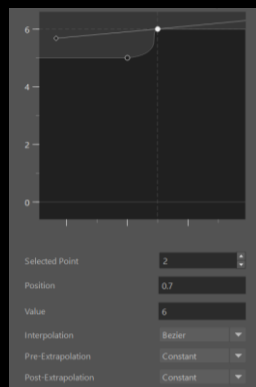 6
4
2
0
Selected Point 2
Position 0.7
Value 6
Interpolation Bezier
Pre-Extrapolation Constant
Post-Extrapolation Constant